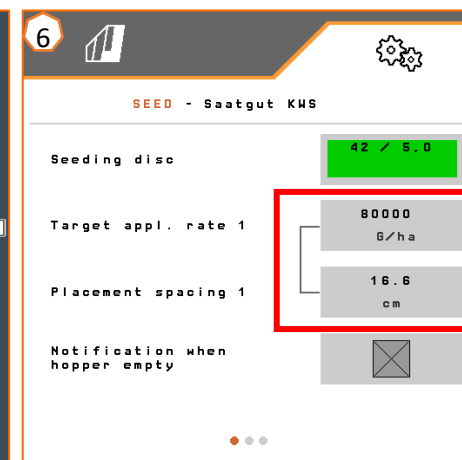 6
SEED - Saatgut KWS
Seeding disc
42 / 5,0
Target appl. rate 1
80000
G/ha
Placement spacing 1
16.6
cm
Notification when
hopper empty